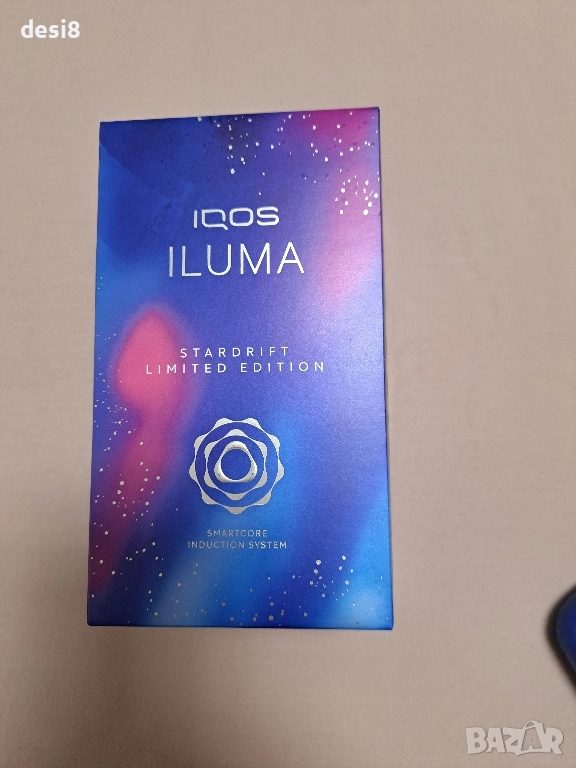 desi8
IQOS
ILUMA
STARDRIFT
LIMITED EDITION
SMARTCORE
INDUCTION SYSTEM
BAZAR